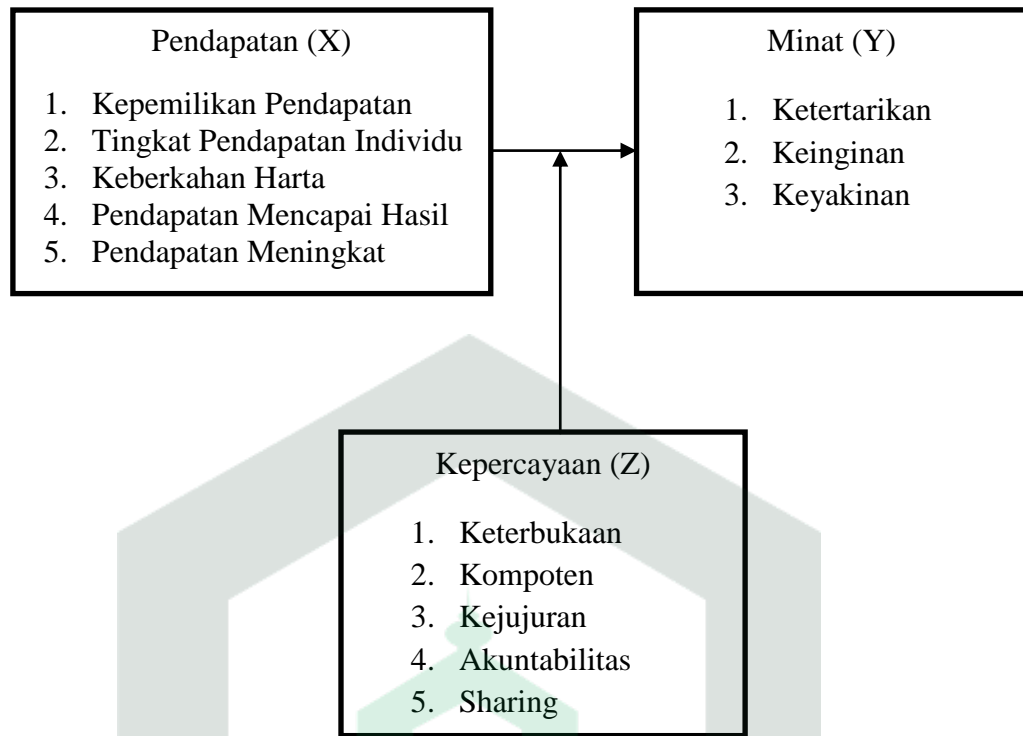 Pendapatan (X)
1. Kepemilikan Pendapatan
2. Tingkat Pendapatan Individu
3. Keberkahan Harta
4. Pendapatan Mencapai Hasil
5. Pendapatan Meningkat
Minat (Y)
1. Ketertarikan
2. Keinginan
3. Keyakinan
Kepercayaan (Z)
1. Keterbukaan
2. Kompoten
3. Kejujuran
4. Akuntabilitas
5. Sharing